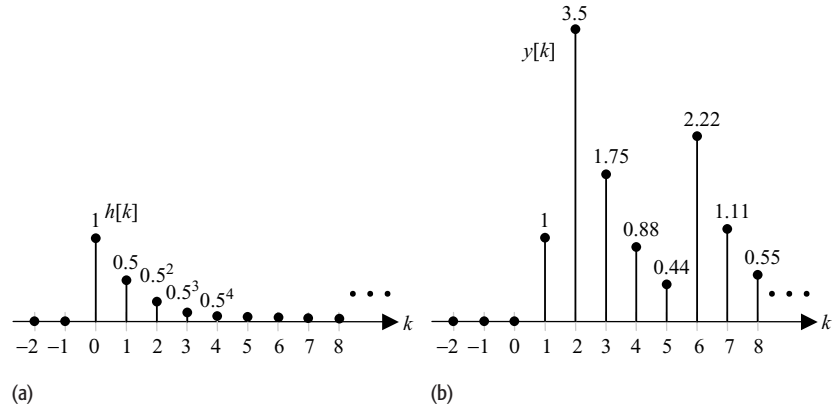 3.5
y[k]
2.22
1.75
1 h[k]
1
1.11
0.88
0.5
0.5²
0.5³
0.5⁴
0.44
0.55
• • •
• • •
k
k
−2 −1 0 1 2 3 4 5 6 7 8
−2 −1 0 1 2 3 4 5 6 7 8
(a)
(b)